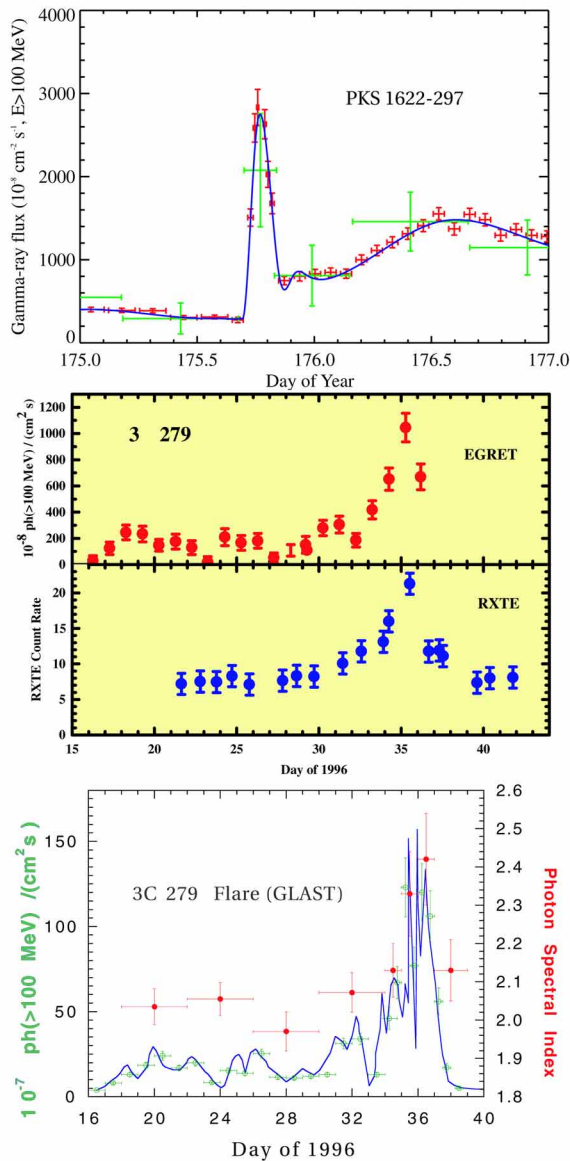 4000
3000
2000
1000
0
Gamma-ray flux (10⁻⁸ cm⁻² s⁻¹, E>100 MeV)
PKS 1622-297
175.0 175.5 176.0 176.5 177.0
Day of Year
1200
1000
800
600
400
200
0
10⁻⁸ ph(>100 MeV) / (cm² s)
3 279
EGRET
20
15
10
5
0
RXTE Count Rate
RXTE
15 20 25 30 35 40
Day of 1996
150
100
50
0
10⁻⁷ ph(>100 MeV) /(cm² s)
3C 279 Flare (GLAST)
2.6
2.5
2.4
2.3
2.2
2.1
2.0
1.9
1.8
Photon Spectral Index
16 20 24 28 32 36 40
Day of 1996